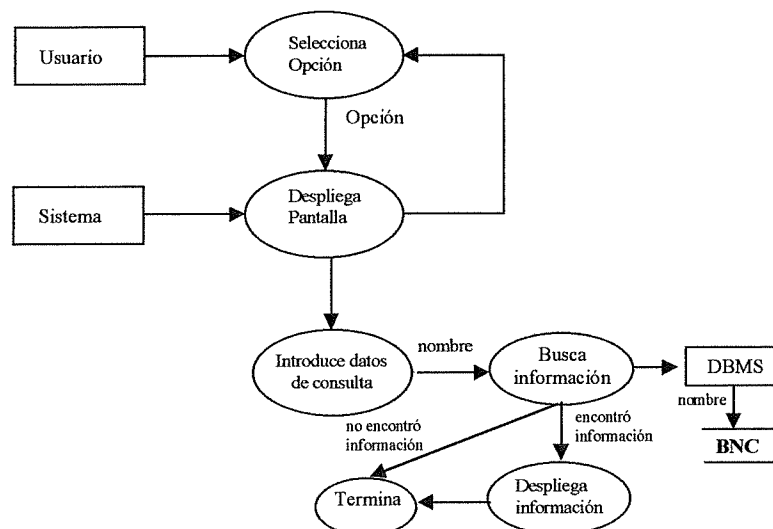 Usuario
Selecciona
Opción
Opción
Sistema
Despliega
Pantalla
Introduce datos
de consulta
nombre
Busca
información
DBMS
nombre
BNC
no encontró
información
encontró
información
Termina
Despliega
información